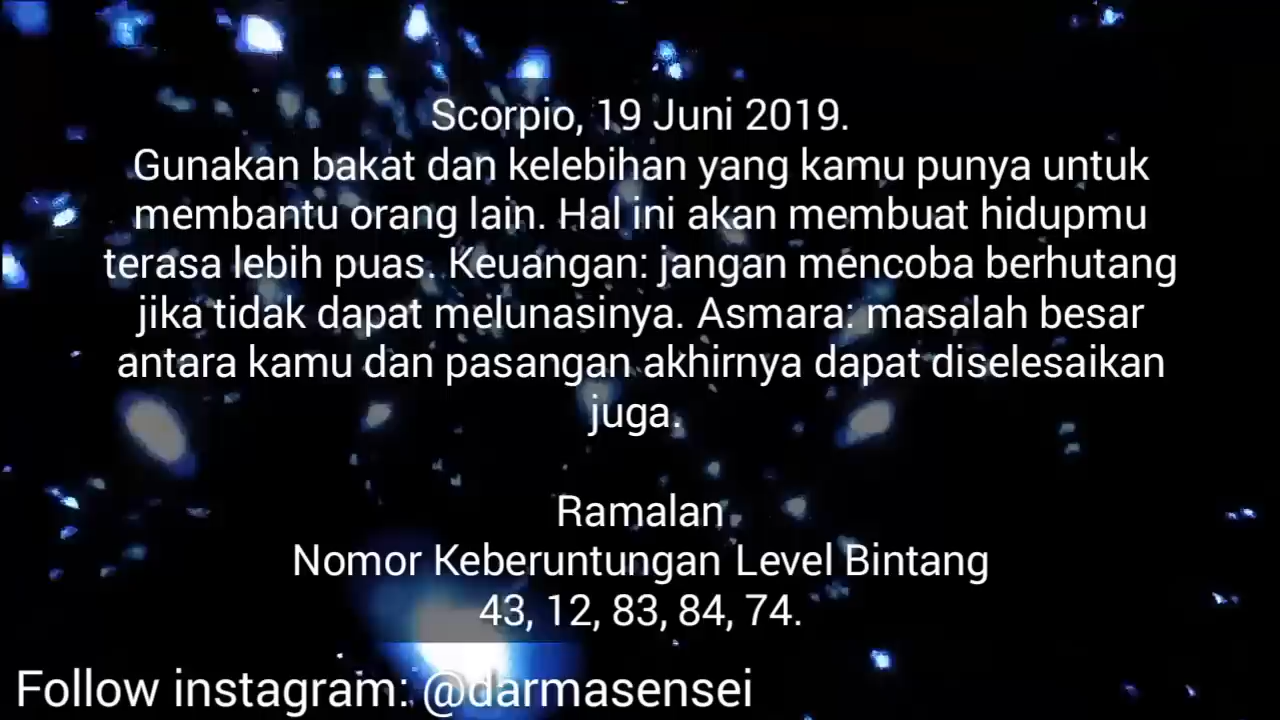 Scorpio, 19 Juni 2019.
Gunakan bakat dan kelebihan yang kamu punya untuk
membantu orang lain. Hal ini akan membuat hidupmu
terasa lebih puas. Keuangan: jangan mencoba berhutang
jika tidak dapat melunasinya. Asmara: masalah besar
antara kamu dan pasangan akhirnya dapat diselesaikan
juga.
Ramalan
Nomor Keberuntungan Level Bintang
43, 12, 83, 84, 74.
Follow instagram: @darmasensei